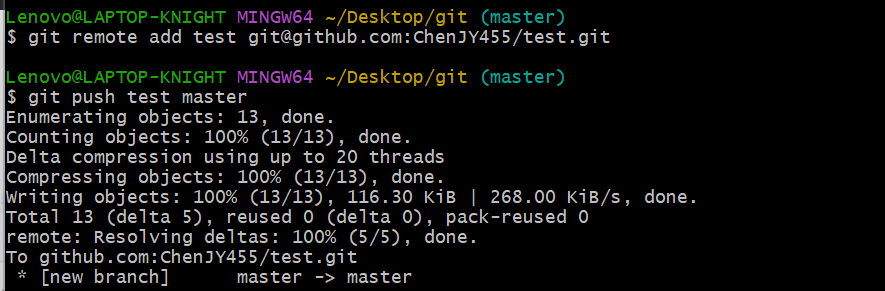 Lenovo@LAPTOP-KNIGHT MINGW64 ~/Desktop/git (master)
$ git remote add test git@github.com:ChenJY455/test.git
Lenovo@LAPTOP-KNIGHT MINGW64 ~/Desktop/git (master)
$ git push test master
Enumerating objects: 13, done.
Counting objects: 100% (13/13), done.
Delta compression using up to 20 threads
Compressing objects: 100% (13/13), done.
Writing objects: 100% (13/13), 116.30 KiB | 268.00 KiB/s, done.
Total 13 (delta 5), reused 0 (delta 0), pack-reused 0
remote: Resolving deltas: 100% (5/5), done.
To github.com:ChenJY455/test.git
 * [new branch]      master -> master